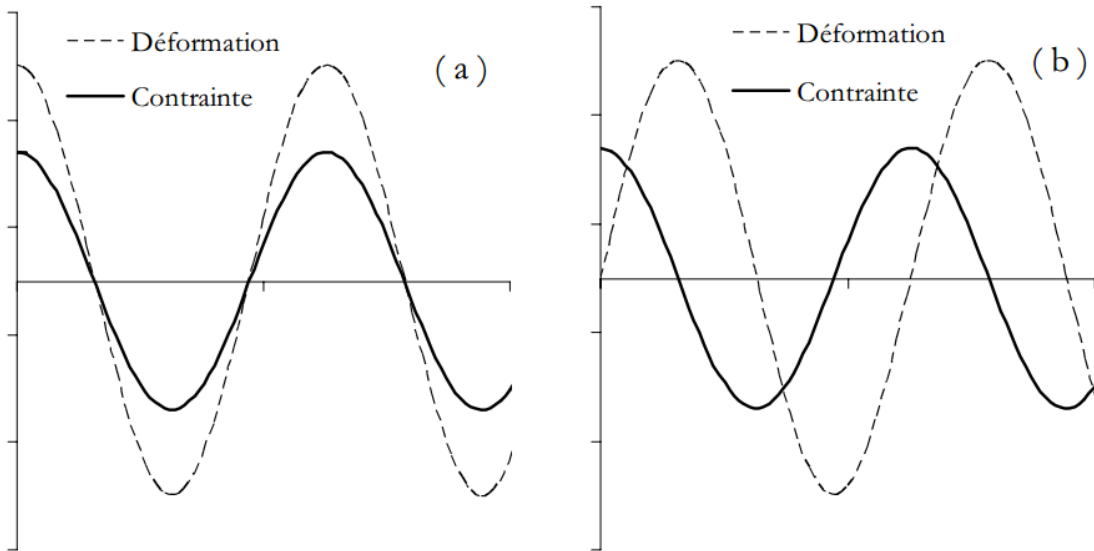 Déformation
Contrainte
(a)
Déformation
Contrainte
(b)